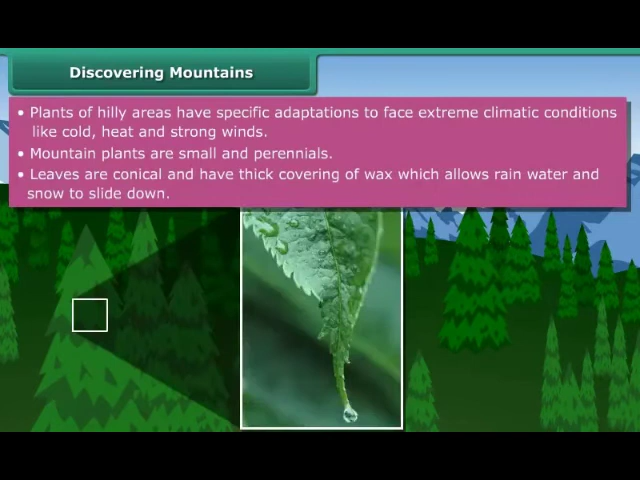 Discovering Mountains
• Plants of hilly areas have specific adaptations to face extreme climatic conditions
like cold, heat and strong winds.
• Mountain plants are small and perennials.
• Leaves are conical and have thick covering of wax which allows rain water and
snow to slide down.